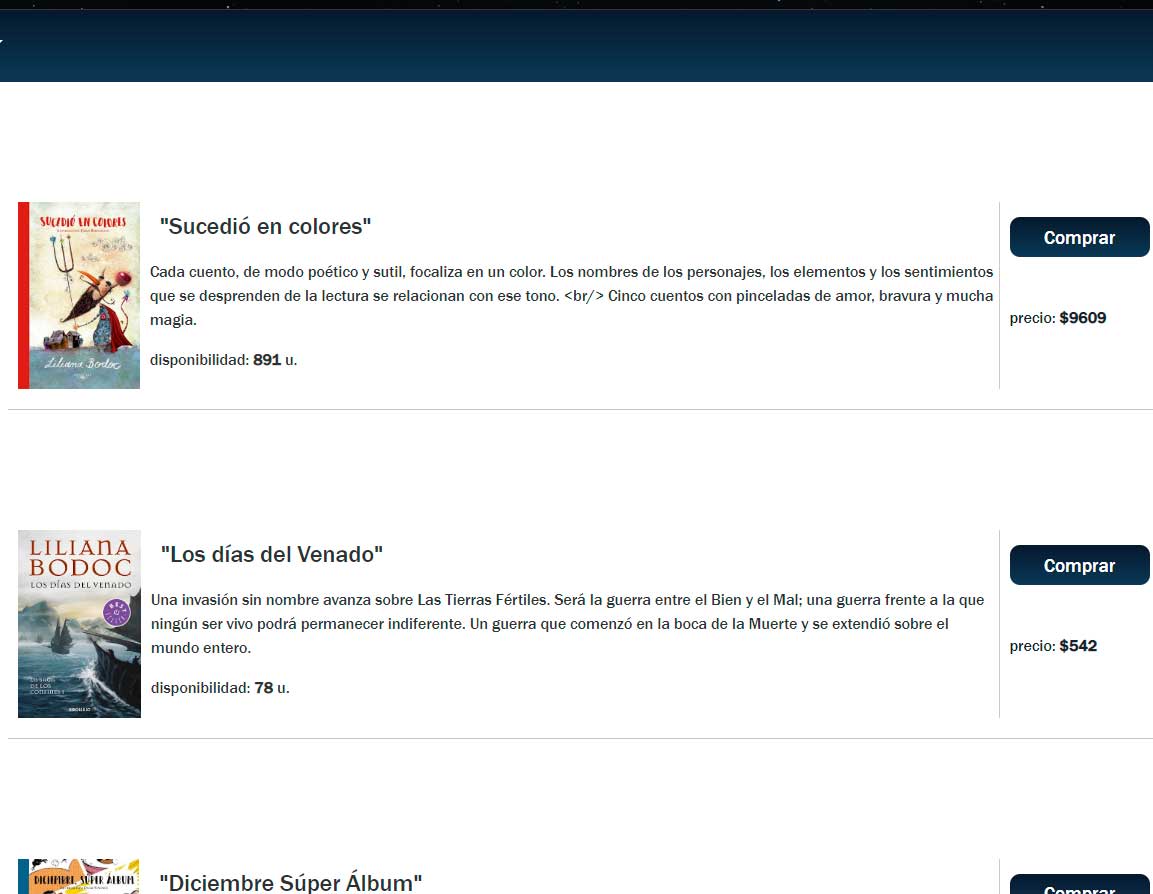 SUCEDIÓ EN COLORES
"Sucedió en colores"
Comprar
Cada cuento, de modo poético y sutil, focaliza en un color. Los nombres de los personajes, los elementos y los sentimientos
que se desprenden de la lectura se relacionan con ese tono. <br/> Cinco cuentos con pinceladas de amor, bravura y mucha
magia.
precio: $9609
disponibilidad: 891 u.
Liliana Bodoc
LILIANA
BODOC
LOS DÍAS DEL VENADO
"Los días del Venado"
Comprar
Una invasión sin nombre avanza sobre Las Tierras Fértiles. Será la guerra entre el Bien y el Mal; una guerra frente a la que
ningún ser vivo podrá permanecer indiferente. Un guerra que comenzó en la boca de la Muerte y se extendió sobre el
mundo entero.
precio: $542
disponibilidad: 78 u.
LA SAGA
DE LOS
CONFINES I
DICIEMBRE, SÚPER ÁLBUM
"Diciembre Súper Álbum"
Comprar